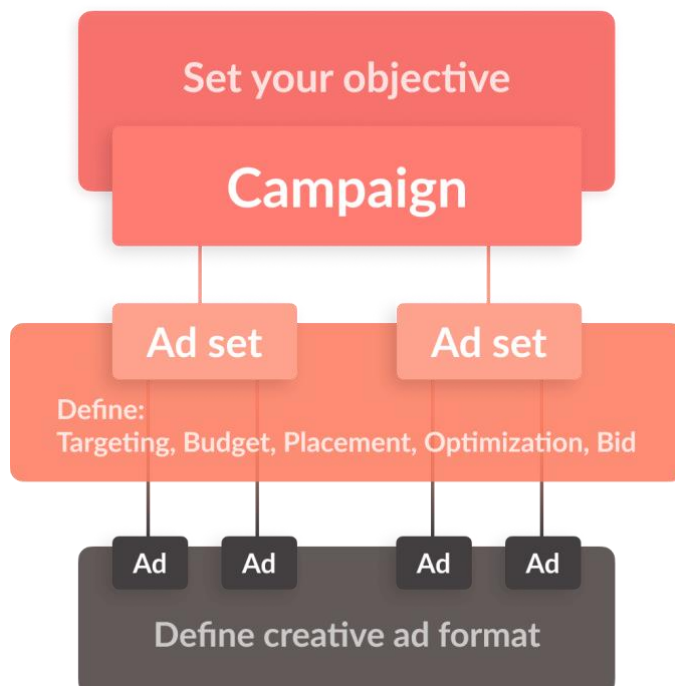 Set your objective
Campaign
Ad set Ad set
Define:
Targeting, Budget, Placement, Optimization, Bid
Ad Ad Ad Ad
Define creative ad format